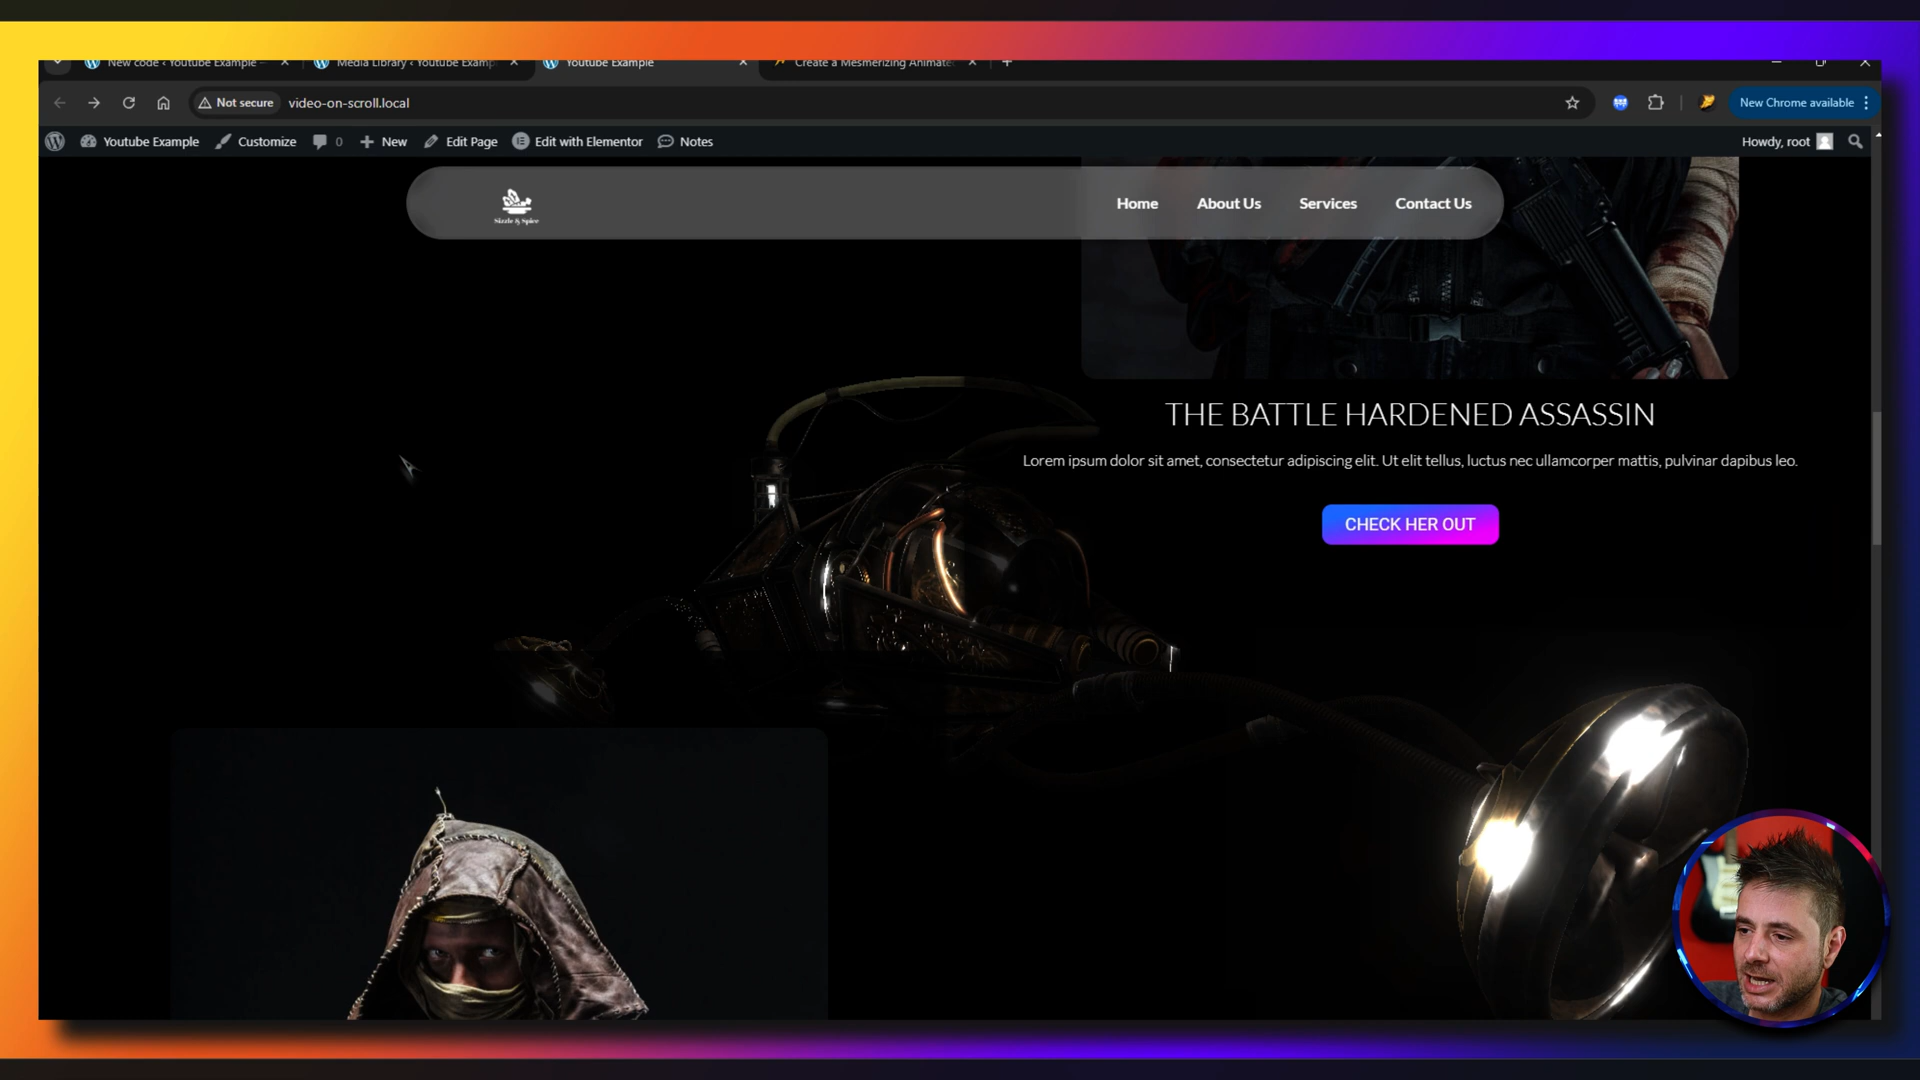 New code ‹ Youtube Example —
Media Library ‹ Youtube Examp
Youtube Example
Create a Mesmerizing Animate
Not secure
video-on-scroll.local
New Chrome available
Youtube Example
Customize
0
New
Edit Page
Edit with Elementor
Notes
Howdy, root
Sizzle & Spice
Home
About Us
Services
Contact Us
THE BATTLE HARDENED ASSASSIN
Lorem ipsum dolor sit amet, consectetur adipiscing elit. Ut elit tellus, luctus nec ullamcorper mattis, pulvinar dapibus leo.
CHECK HER OUT